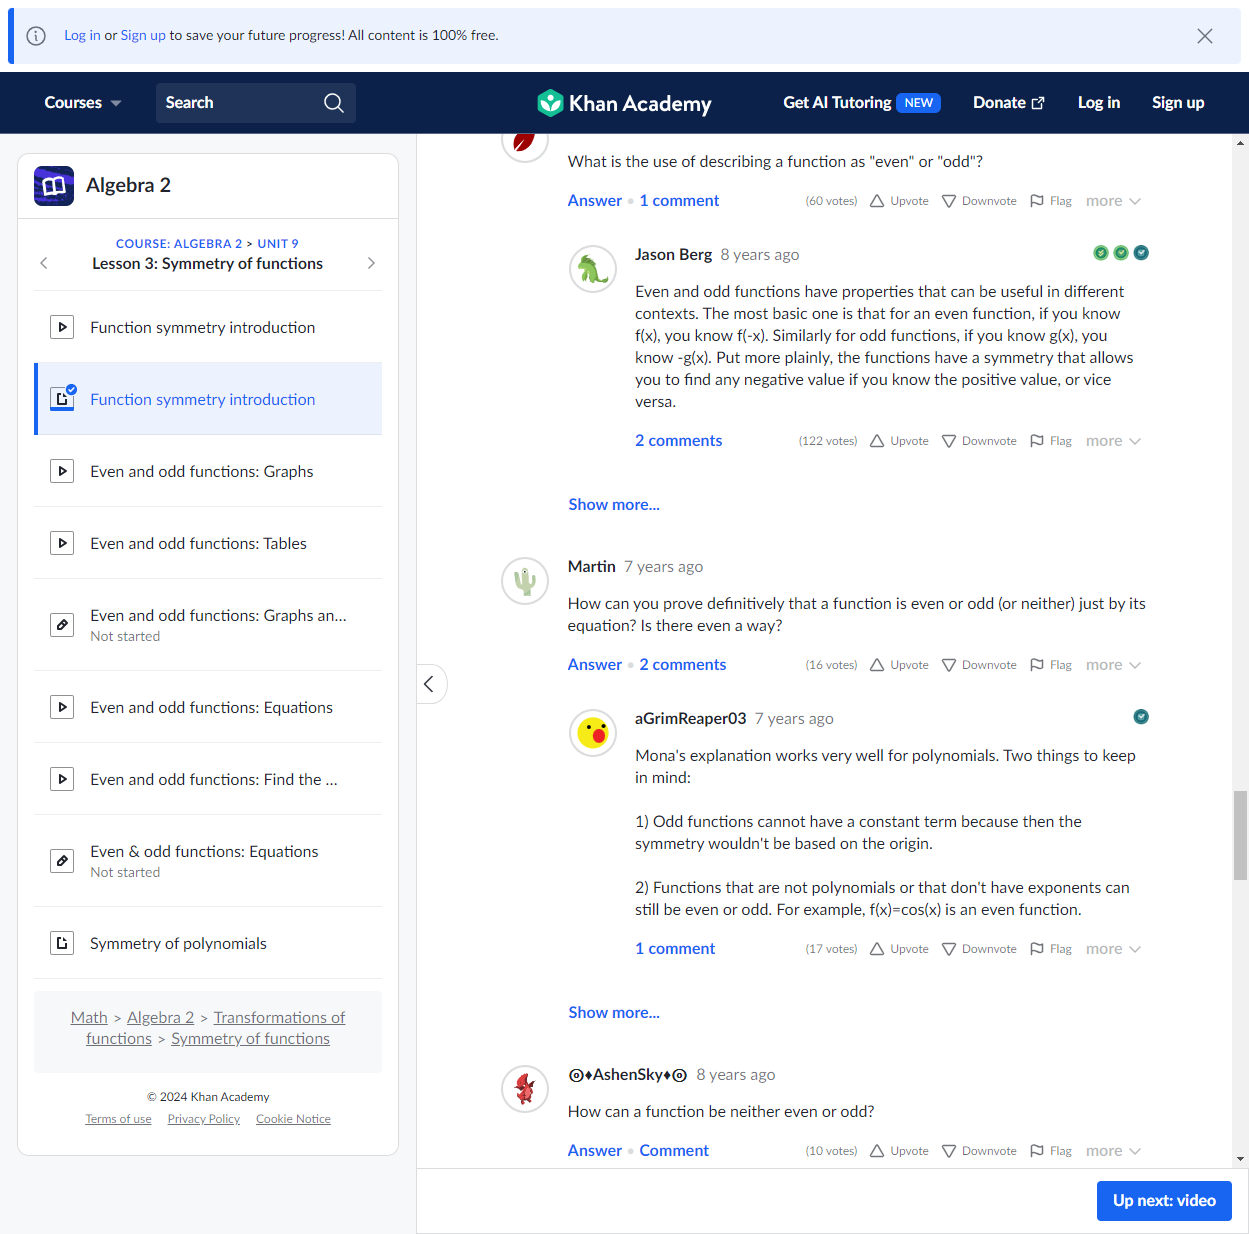 Log in or Sign up to save your future progress! All content is 100% free.
Courses
Search
Khan Academy
Get AI Tutoring NEW
Donate
Log in
Sign up
Algebra 2
COURSE: ALGEBRA 2 > UNIT 9
Lesson 3: Symmetry of functions
Function symmetry introduction
Function symmetry introduction
Even and odd functions: Graphs
Even and odd functions: Tables
Even and odd functions: Graphs an...
Not started
Even and odd functions: Equations
Even and odd functions: Find the ...
Even & odd functions: Equations
Not started
Symmetry of polynomials
Math > Algebra 2 > Transformations of
functions > Symmetry of functions
© 2024 Khan Academy
Terms of use Privacy Policy Cookie Notice
What is the use of describing a function as "even" or "odd"?
Answer • 1 comment (60 votes) Upvote Downvote Flag more
Jason Berg 8 years ago
Even and odd functions have properties that can be useful in different
contexts. The most basic one is that for an even function, if you know
f(x), you know f(-x). Similarly for odd functions, if you know g(x), you
know -g(x). Put more plainly, the functions have a symmetry that allows
you to find any negative value if you know the positive value, or vice
versa.
2 comments (122 votes) Upvote Downvote Flag more
Show more...
Martin 7 years ago
How can you prove definitively that a function is even or odd (or neither) just by its
equation? Is there even a way?
Answer • 2 comments (16 votes) Upvote Downvote Flag more
aGrimReaper03 7 years ago
Mona's explanation works very well for polynomials. Two things to keep
in mind:
1) Odd functions cannot have a constant term because then the
symmetry wouldn't be based on the origin.
2) Functions that are not polynomials or that don't have exponents can
still be even or odd. For example, f(x)=cos(x) is an even function.
1 comment (17 votes) Upvote Downvote Flag more
Show more...
◎♦AshenSky♦◎ 8 years ago
How can a function be neither even or odd?
Answer • Comment (10 votes) Upvote Downvote Flag more
Up next: video